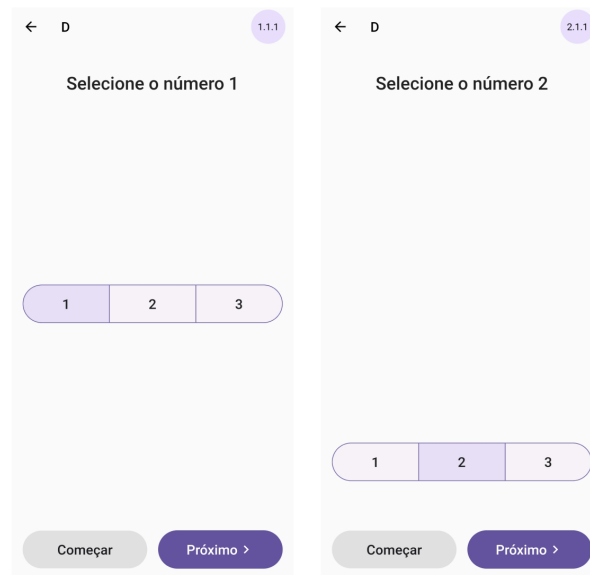 D 1.1.1
Selecione o número 1
1 2 3
Começar Próximo >
D 2.1.1
Selecione o número 2
1 2 3
Começar Próximo >